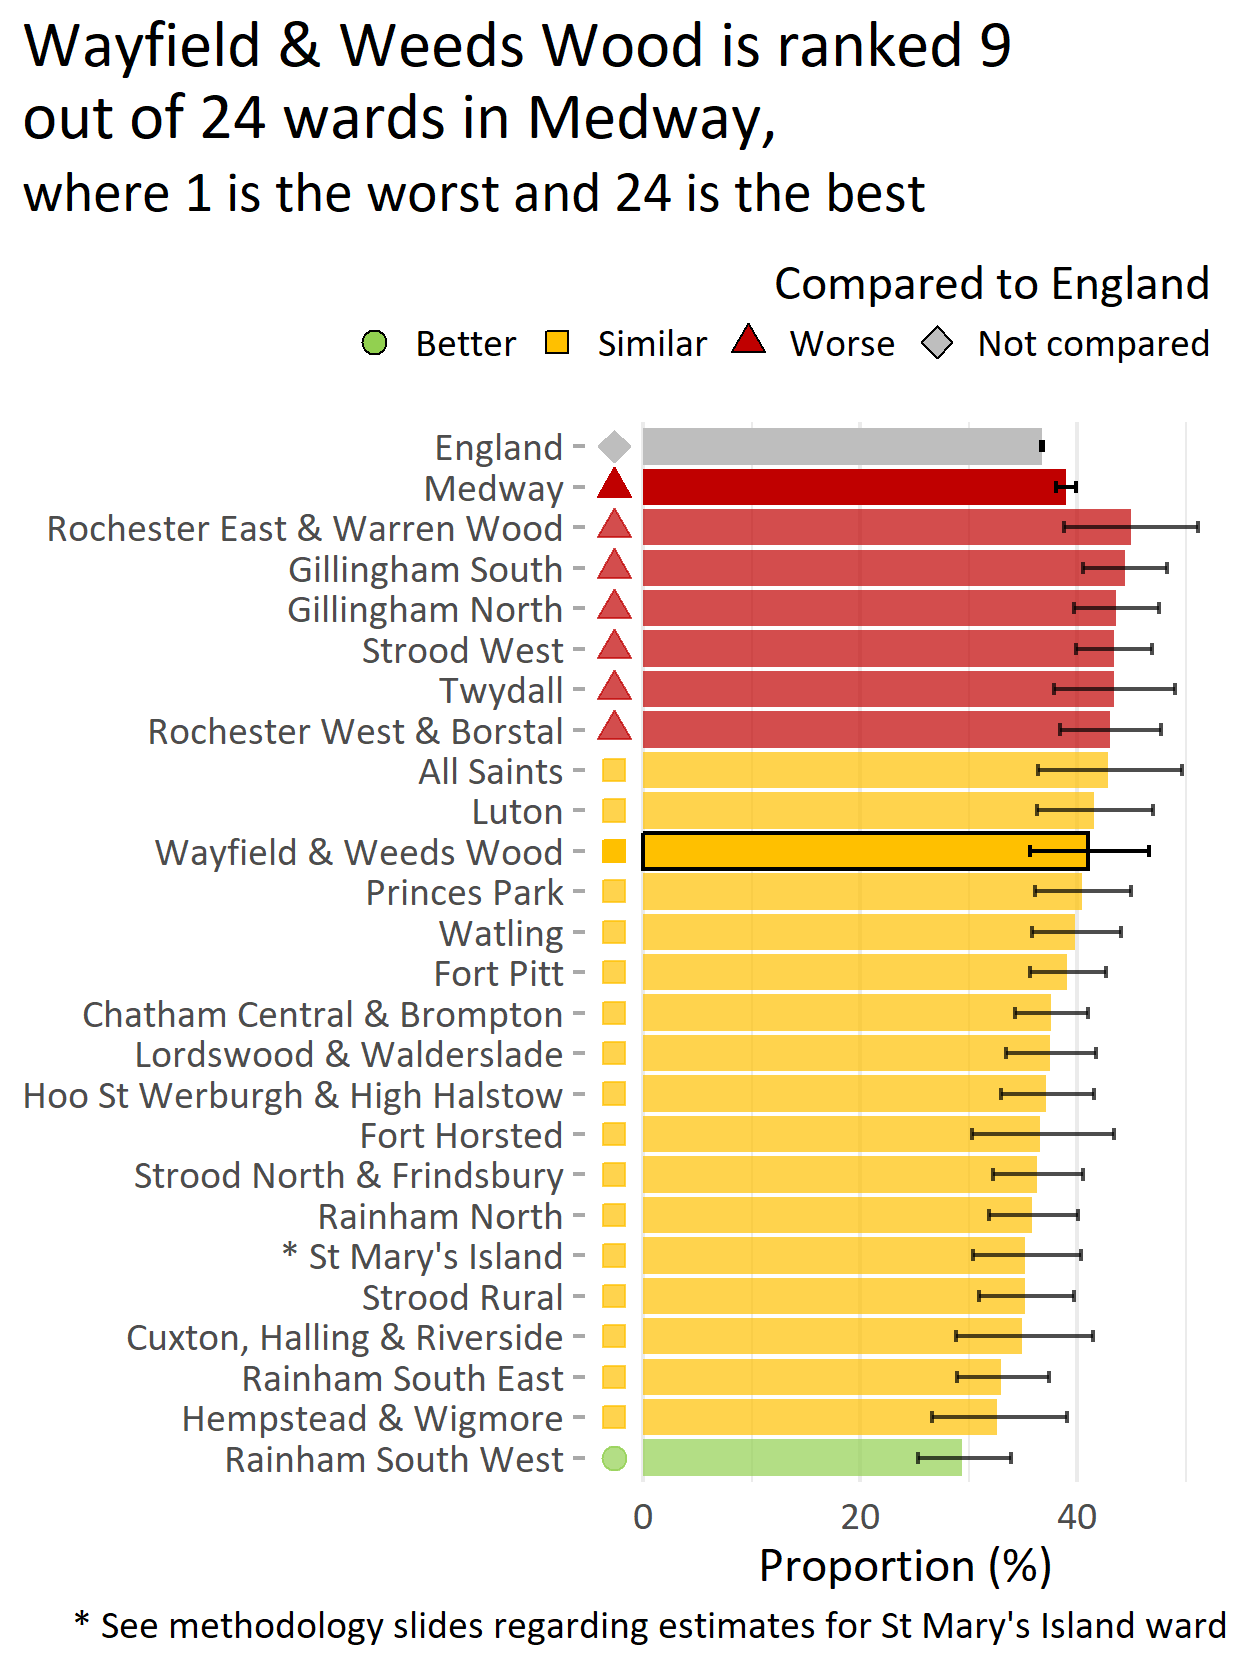 Wayfield & Weeds Wood is ranked 9
out of 24 wards in Medway,
where 1 is the worst and 24 is the best
Compared to England
Better Similar Worse Not compared
England
Medway
Rochester East & Warren Wood
Gillingham South
Gillingham North
Strood West
Twydall
Rochester West & Borstal
All Saints
Luton
Wayfield & Weeds Wood
Princes Park
Watling
Fort Pitt
Chatham Central & Brompton
Lordswood & Walderslade
Hoo St Werburgh & High Halstow
Fort Horsted
Strood North & Frindsbury
Rainham North
* St Mary's Island
Strood Rural
Cuxton, Halling & Riverside
Rainham South East
Hempstead & Wigmore
Rainham South West
0 20 40
Proportion (%)
* See methodology slides regarding estimates for St Mary's Island ward